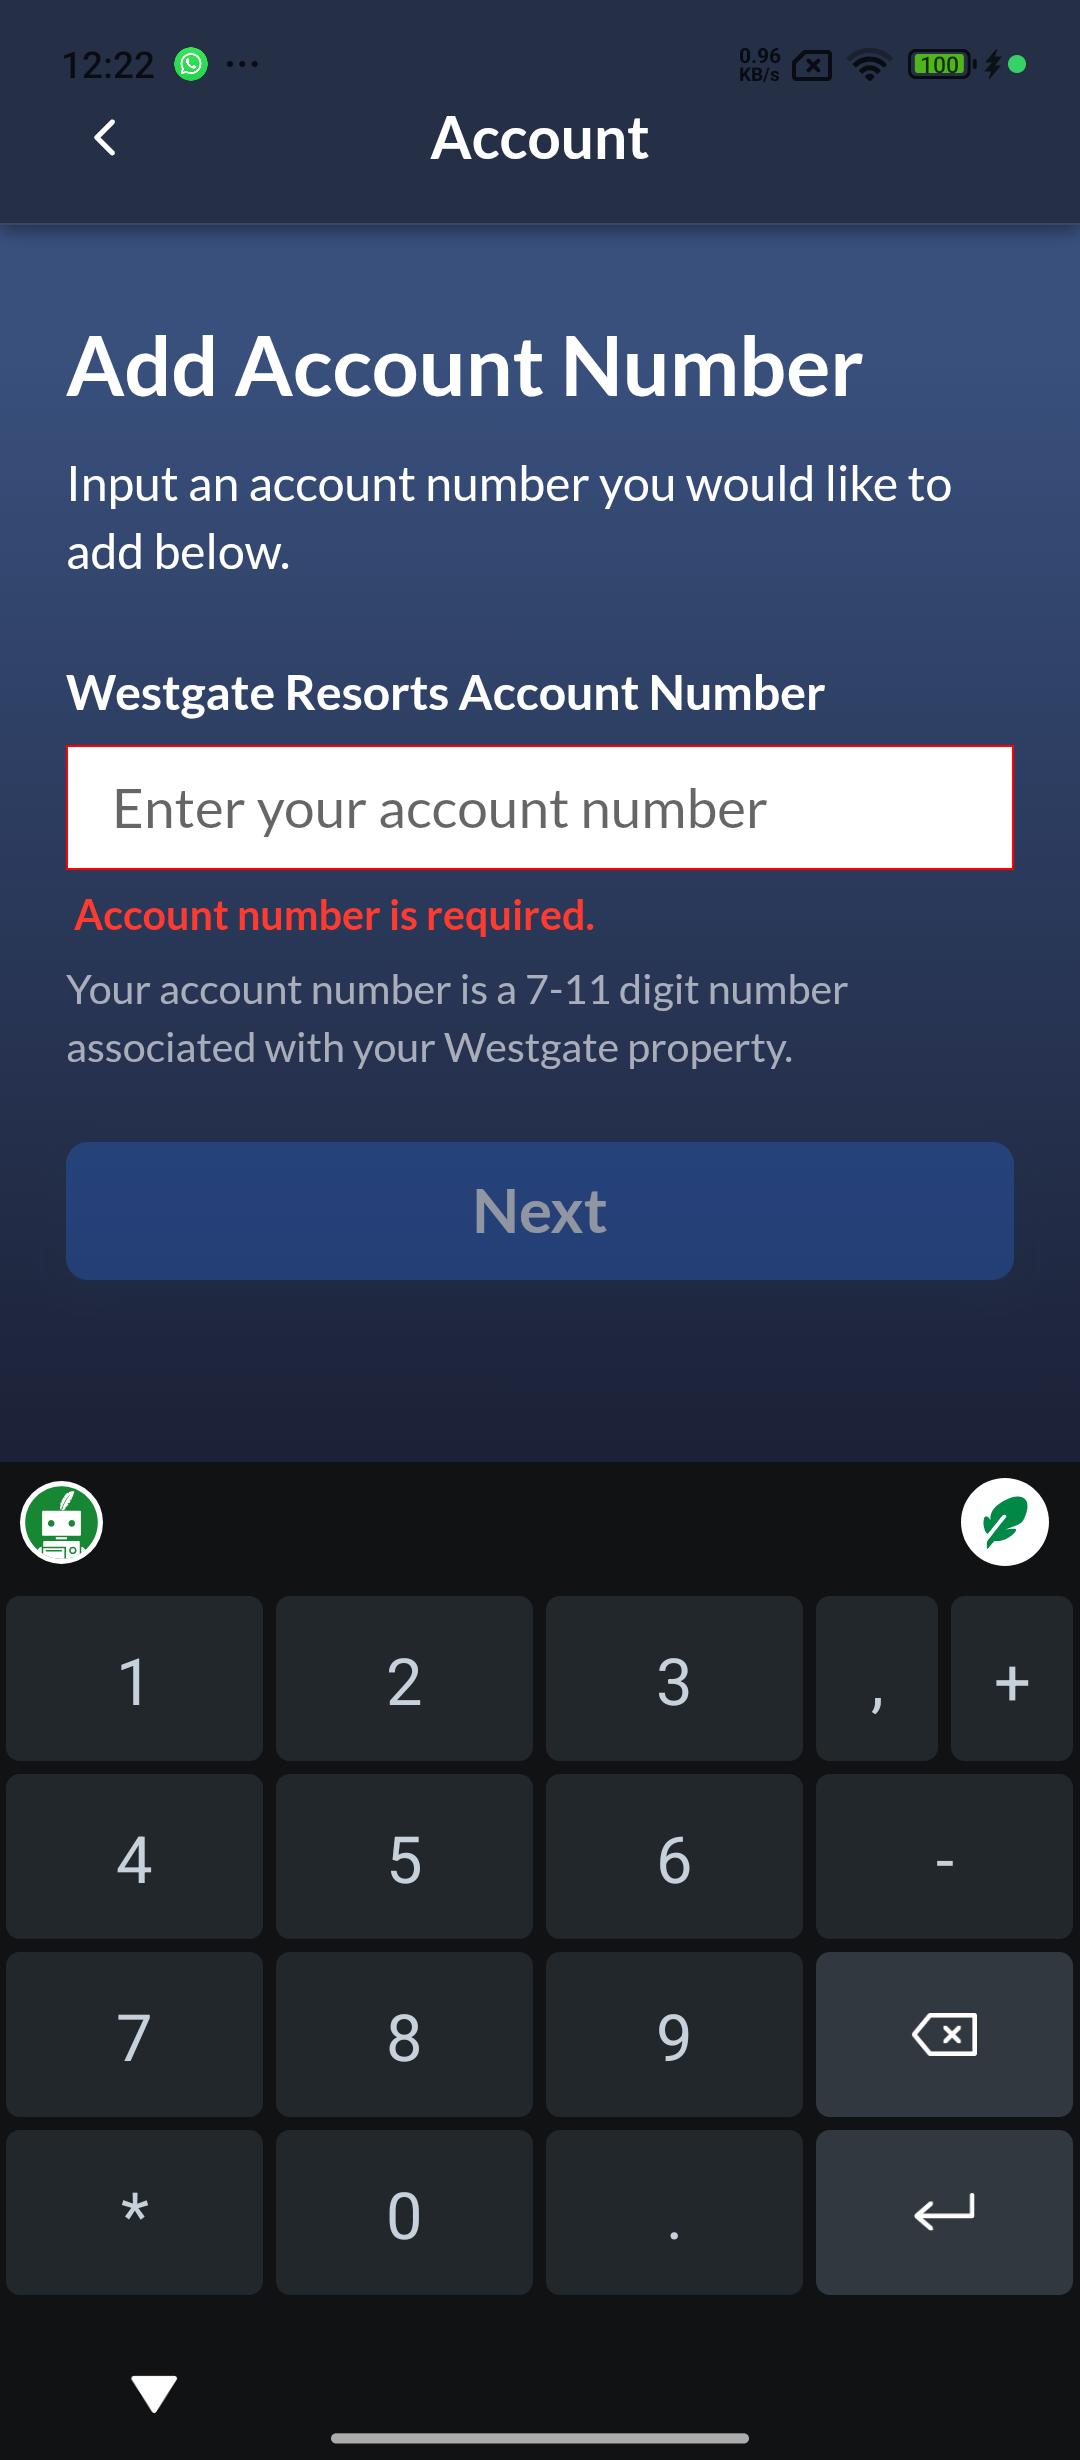 12:22
0.96
KB/s
100
Account
Add Account Number
Input an account number you would like to
add below.
Westgate Resorts Account Number
Enter your account number
Account number is required.
Your account number is a 7-11 digit number
associated with your Westgate property.
Next
1 2 3 , +
4 5 6 -
7 8 9
* 0 .